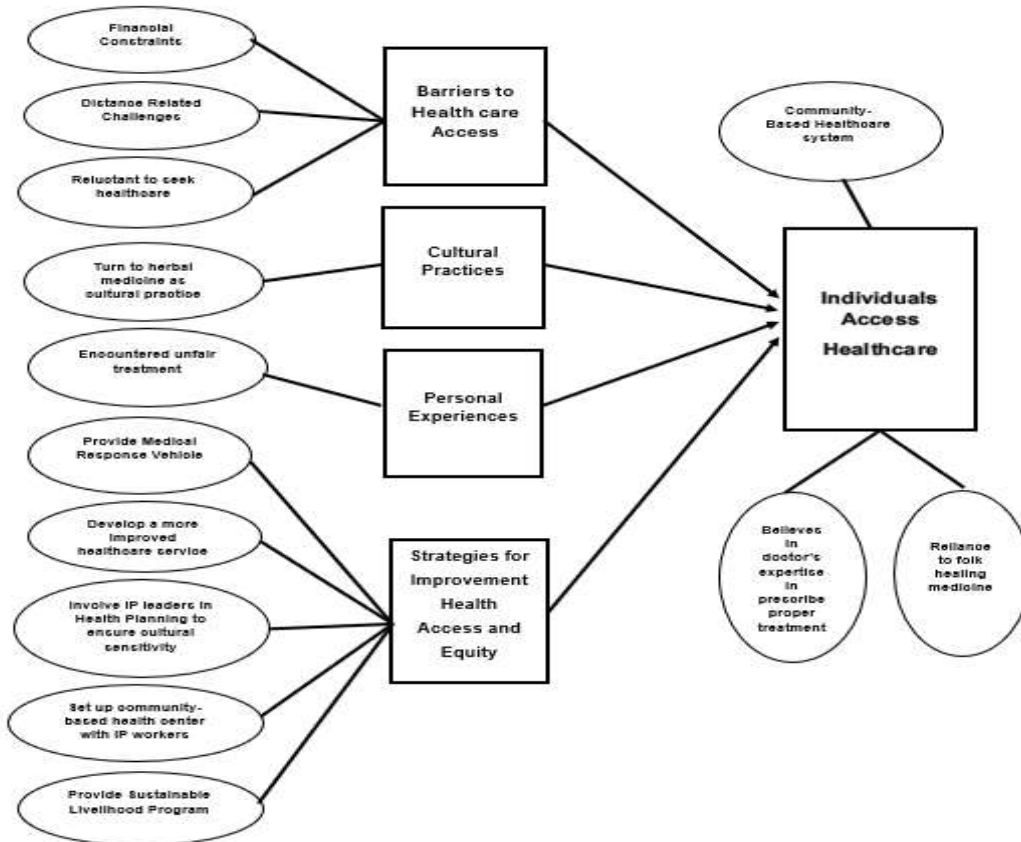 Financial
Constraints
Distance Related
Challenges
Reluctant to seek
healthcare
Turn to herbal
medicine as
cultural practice
Encountered unfair
treatment
Provide Medical
Response Vehicle
Develop a more
improved
healthcare service
Involve IP leaders in
Health Planning to
ensure cultural
sensitivity
Set up community-
based health center
with IP workers
Provide Sustainable
Livelihood Program
Barriers to
Health care
Access
Cultural
Practices
Personal
Experiences
Strategies for
Improvement
Health
Access and
Equity
Community-
Based Healthcare
system
Individuals
Access
Healthcare
Believes
in
doctor's
expertise
in
prescribe
proper
treatment
Reliance
to folk
healing
medicine